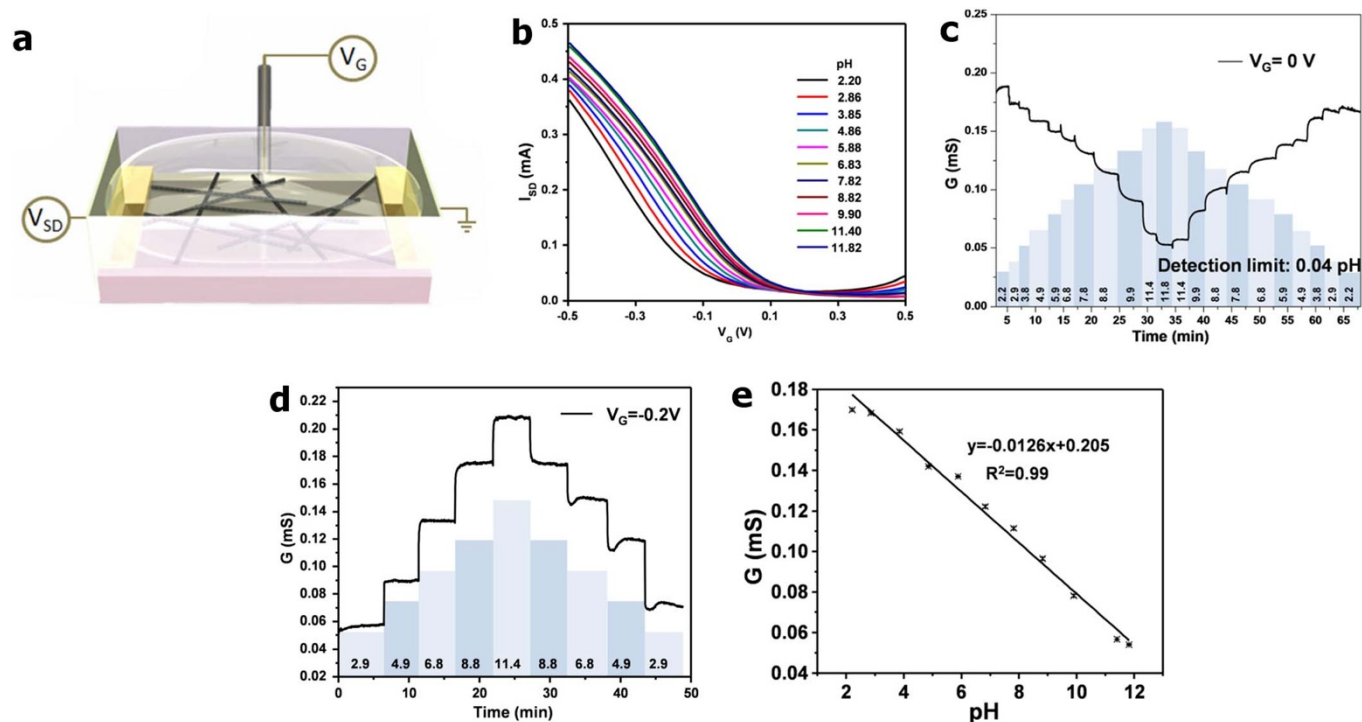 a
V_G
V_SD
b
I_SD (mA)
0.5
0.4
0.3
0.2
0.1
0.0
pH
2.20
2.86
3.85
4.86
5.88
6.83
7.82
8.82
9.90
11.40
11.82
-0.5 -0.3 -0.1 0.1 0.3 0.5
V_G (V)
c
G (mS)
0.20
0.15
0.10
0.05
0.00
V_G= 0 V
Detection limit: 0.04 pH
2.2 2.9 3.8 4.9 5.9 6.8 7.8 8.8 9.9 11.4 11.8 11.4 9.9 8.8 7.8 6.8 5.9 4.9 3.8 2.9 2.2
5 10 15 20 25 30 35 40 45 50 55 60 65
Time (min)
d
G (mS)
0.22
0.20
0.18
0.16
0.14
0.12
0.10
0.08
0.06
0.04
0.02
V_G=-0.2V
2.9 4.9 6.8 8.8 11.4 8.8 6.8 4.9 2.9
0 10 20 30 40 50
Time (min)
e
G (mS)
0.18
0.16
0.14
0.12
0.10
0.08
0.06
0.04
y=-0.0126x+0.205
R²=0.99
2 4 6 8 10 12
pH